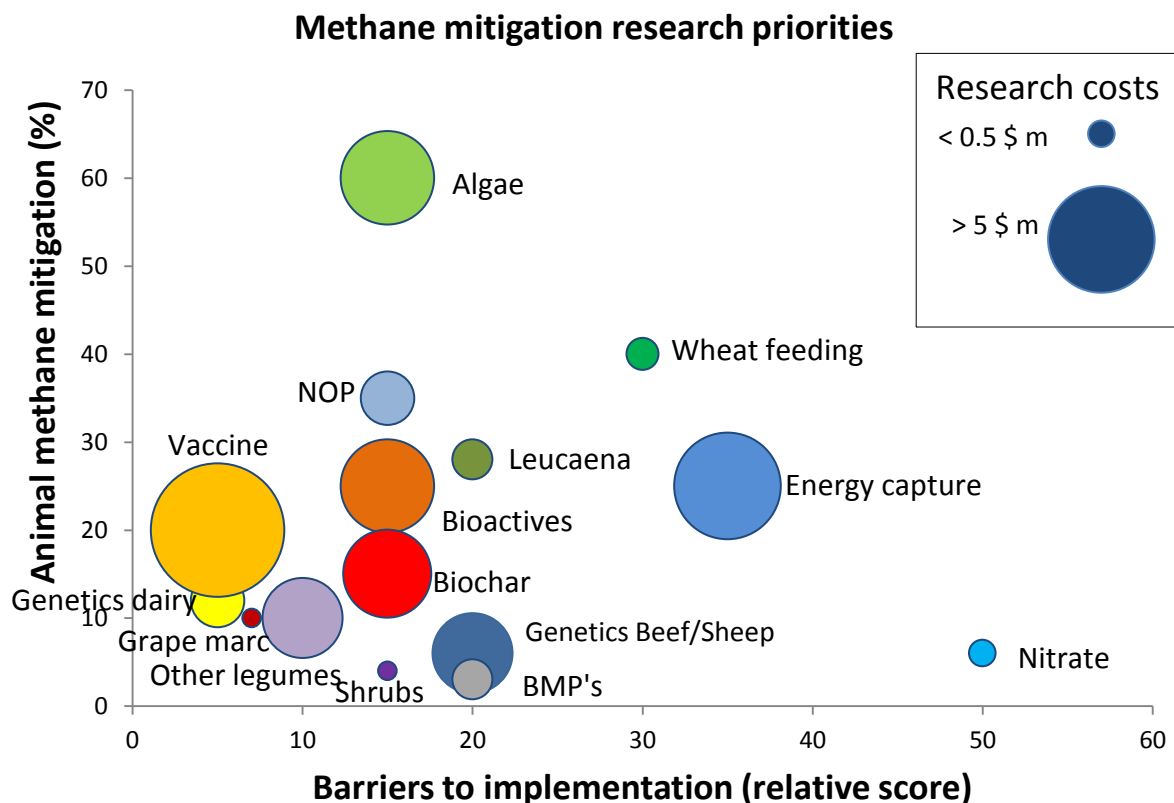 Methane mitigation research priorities
Research costs
< 0.5 $ m
> 5 $ m
Animal methane mitigation (%)
70
60
50
40
30
20
10
0
Algae
Wheat feeding
NOP
Vaccine
Leucaena
Energy capture
Bioactives
Biochar
Genetics dairy
Grape marc
Other legumes
Shrubs
Genetics Beef/Sheep
BMP's
Nitrate
0 10 20 30 40 50 60
Barriers to implementation (relative score)